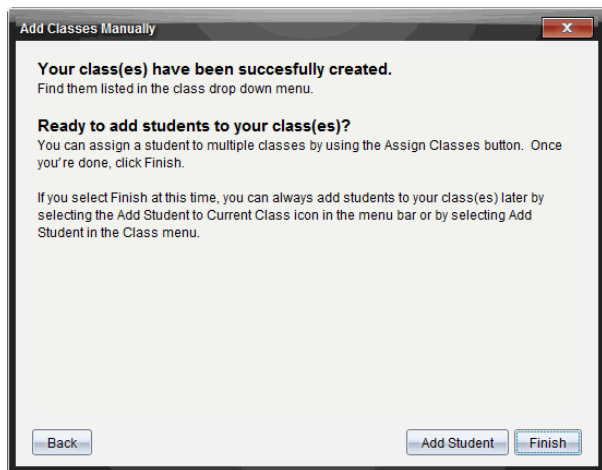 Add Classes Manually
X
Your class(es) have been succesfully created.
Find them listed in the class drop down menu.
Ready to add students to your class(es)?
You can assign a student to multiple classes by using the Assign Classes button. Once
you're done, click Finish.
If you select Finish at this time, you can always add students to your class(es) later by
selecting the Add Student to Current Class icon in the menu bar or by selecting Add
Student in the Class menu.
Back Add Student Finish